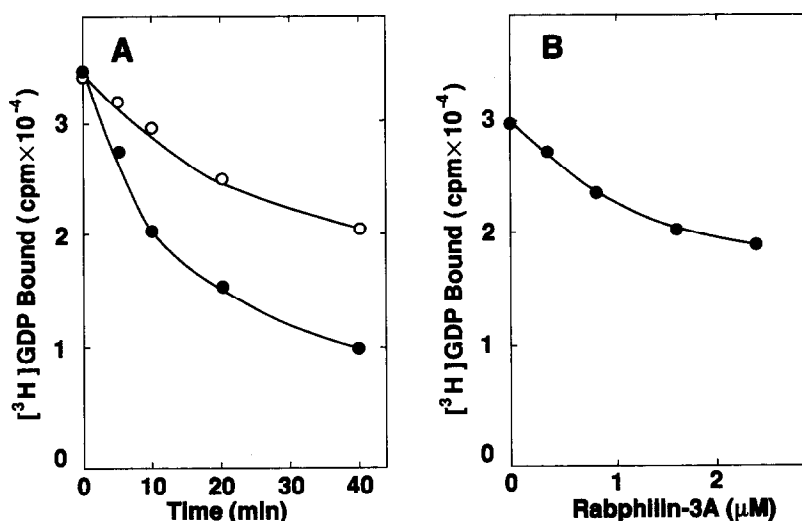 A
[³H]GDP Bound (cpm×10⁻⁴)
3
2
1
0
0 10 20 30 40
Time (min)
B
[³H]GDP Bound (cpm×10⁻⁴)
3
2
1
0
0 1 2
Rabphilin-3A (μM)